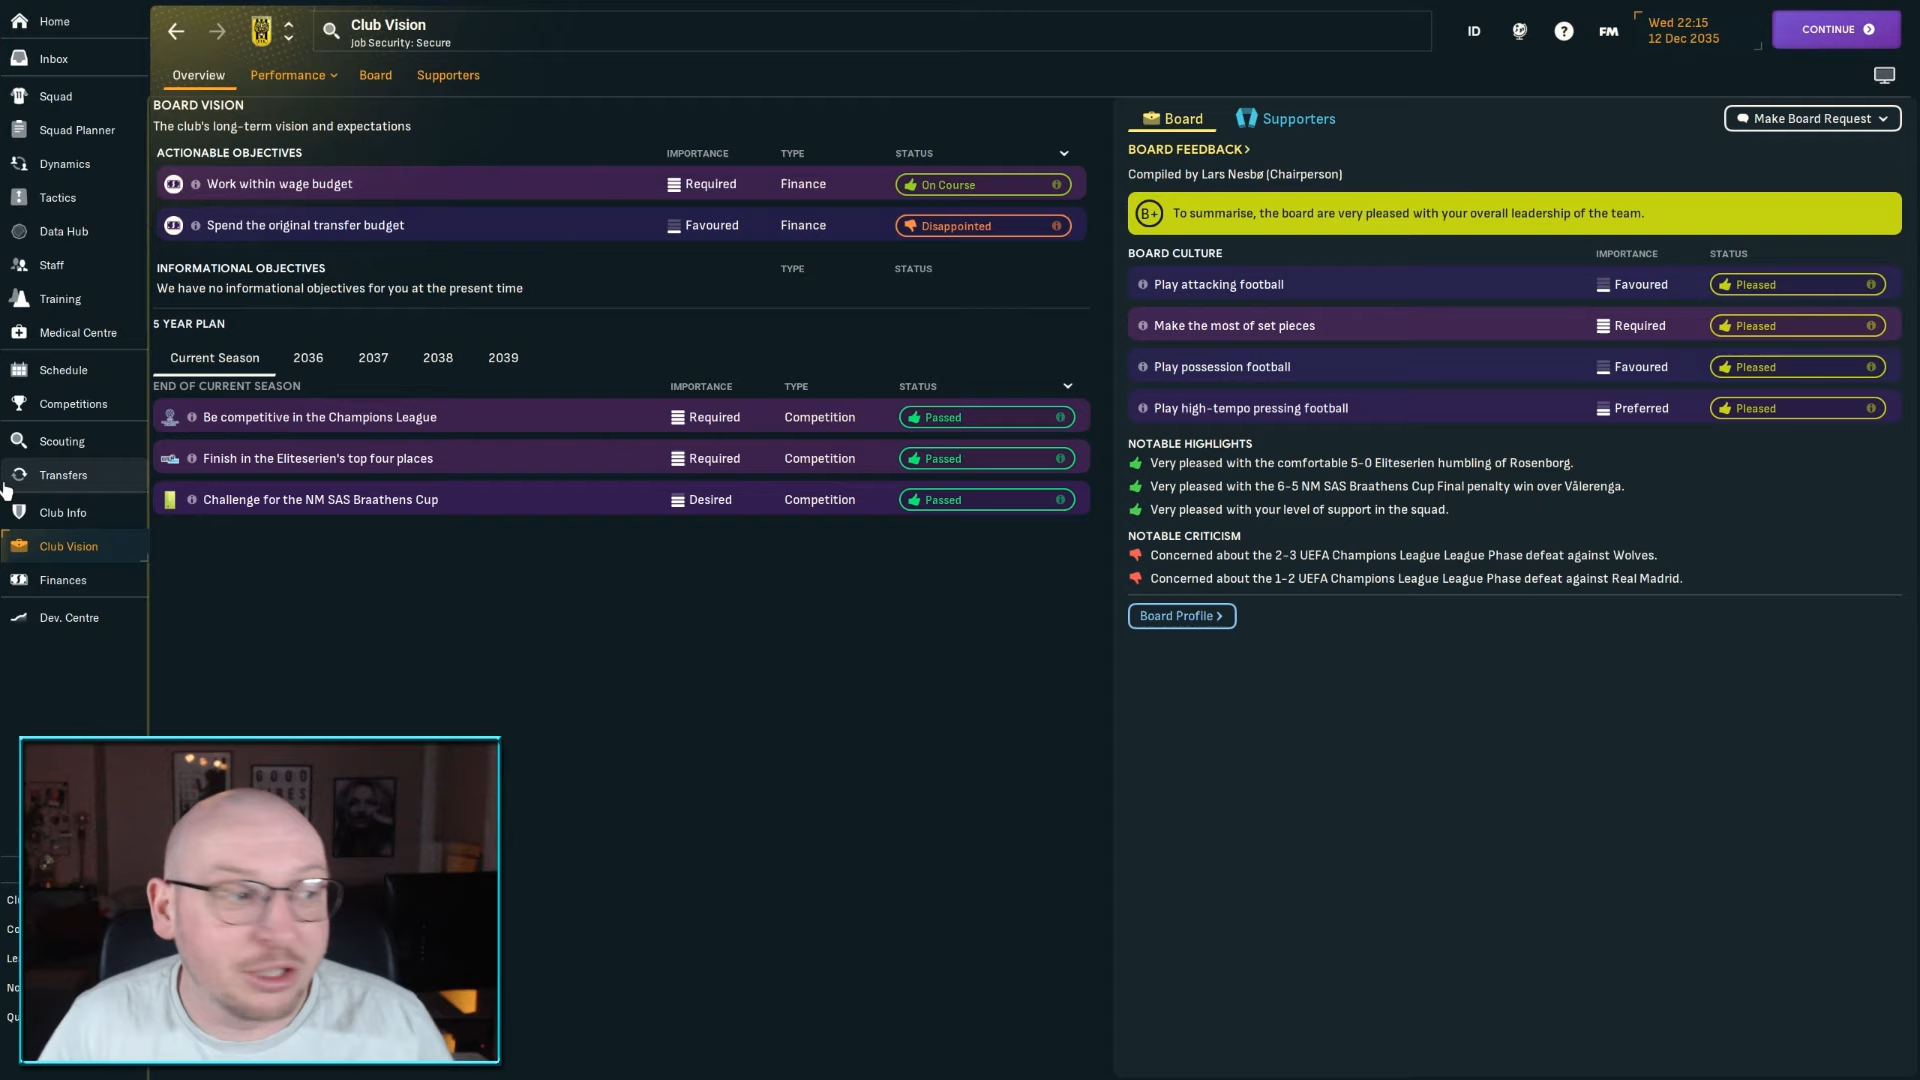 Home
Inbox
Squad
Squad Planner
Dynamics
Tactics
Data Hub
Staff
Training
Medical Centre
Schedule
Competitions
Scouting
Transfers
Club Info
Club Vision
Finances
Dev. Centre
Club Vision
Job Security: Secure
ID
?
FM
Wed 22:15
12 Dec 2035
CONTINUE
Overview
Performance
Board
Supporters
BOARD VISION
The club's long-term vision and expectations
ACTIONABLE OBJECTIVES IMPORTANCE TYPE STATUS
Work within wage budget Required Finance On Course
Spend the original transfer budget Favoured Finance Disappointed
INFORMATIONAL OBJECTIVES TYPE STATUS
We have no informational objectives for you at the present time
5 YEAR PLAN
Current Season 2036 2037 2038 2039
END OF CURRENT SEASON IMPORTANCE TYPE STATUS
Be competitive in the Champions League Required Competition Passed
Finish in the Eliteserien's top four places Required Competition Passed
Challenge for the NM SAS Braathens Cup Desired Competition Passed
Board Supporters
Make Board Request
BOARD FEEDBACK >
Compiled by Lars Nesbø (Chairperson)
B+ To summarise, the board are very pleased with your overall leadership of the team.
BOARD CULTURE IMPORTANCE STATUS
Play attacking football Favoured Pleased
Make the most of set pieces Required Pleased
Play possession football Favoured Pleased
Play high-tempo pressing football Preferred Pleased
NOTABLE HIGHLIGHTS
Very pleased with the comfortable 5-0 Eliteserien humbling of Rosenborg.
Very pleased with the 6-5 NM SAS Braathens Cup Final penalty win over Vålerenga.
Very pleased with your level of support in the squad.
NOTABLE CRITICISM
Concerned about the 2-3 UEFA Champions League League Phase defeat against Wolves.
Concerned about the 1-2 UEFA Champions League League Phase defeat against Real Madrid.
Board Profile >
GOOD
Cl
Co
Le
No
Qu